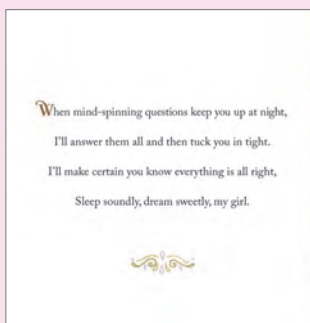 When mind-spinning questions keep you up at night,
I'll answer them all and then tuck you in tight.
I'll make certain you know everything is all right,
Sleep soundly, dream sweetly, my girl.